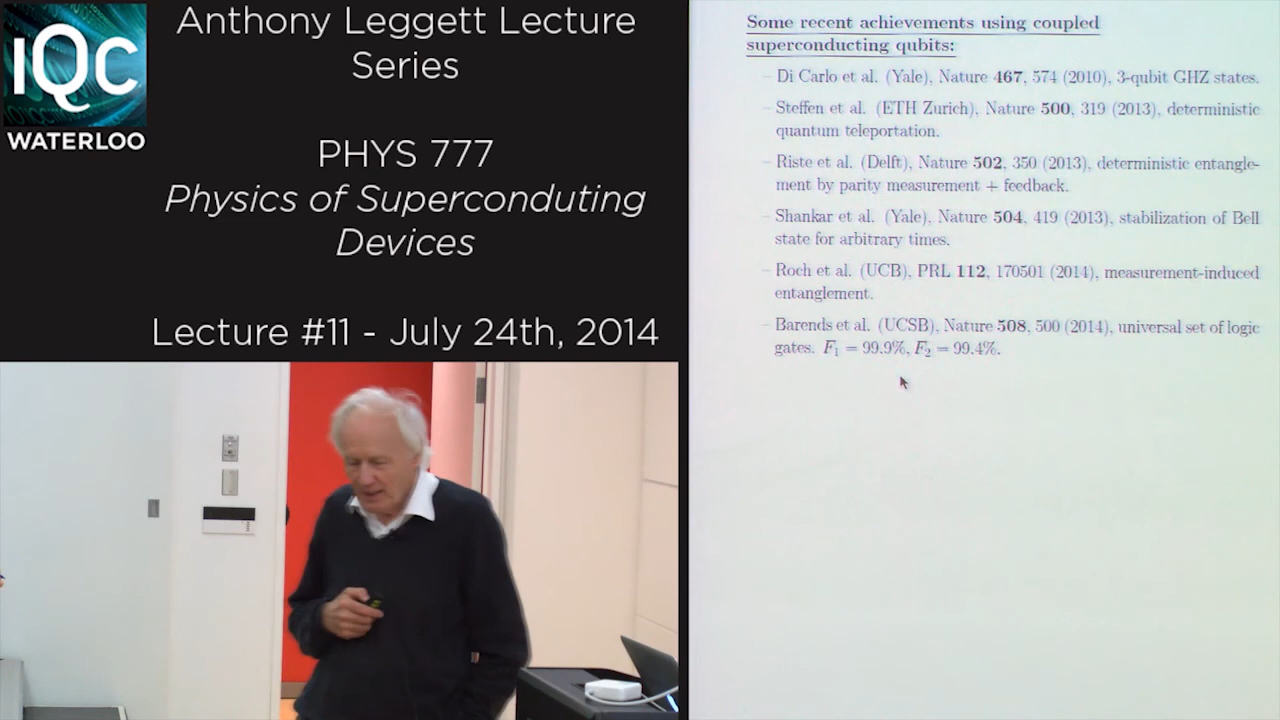 IQC
WATERLOO
Anthony Leggett Lecture
Series
PHYS 777
Physics of Superconduting
Devices
Lecture #11 - July 24th, 2014
Some recent achievements using coupled
superconducting qubits:
– Di Carlo et al. (Yale), Nature 467, 574 (2010), 3-qubit GHZ states.
– Steffen et al. (ETH Zurich), Nature 500, 319 (2013), deterministic
quantum teleportation.
– Riste et al. (Delft), Nature 502, 350 (2013), deterministic entangle-
ment by parity measurement + feedback.
– Shankar et al. (Yale), Nature 504, 419 (2013), stabilization of Bell
state for arbitrary times.
– Roch et al. (UCB), PRL 112, 170501 (2014), measurement-induced
entanglement.
– Barends et al. (UCSB), Nature 508, 500 (2014), universal set of logic
gates. F₁ = 99.9%, F₂ = 99.4%.